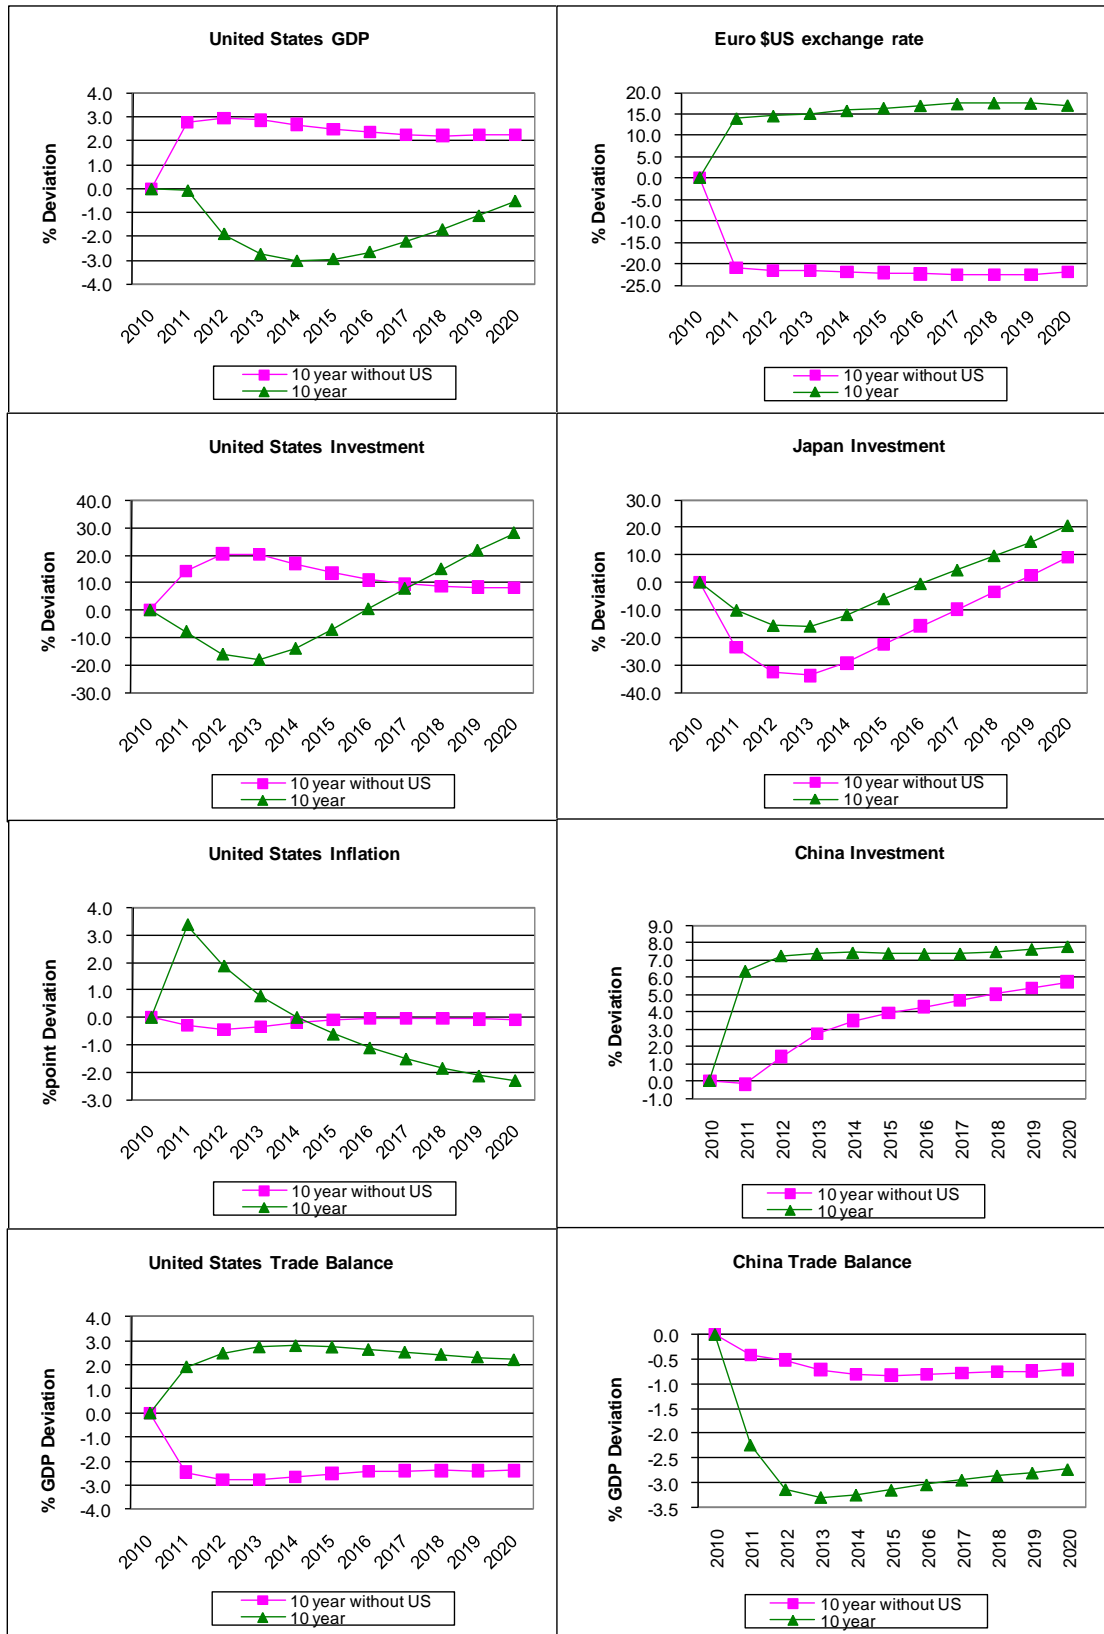 United States GDP
% Deviation
4.0
3.0
2.0
1.0
0.0
-1.0
-2.0
-3.0
-4.0
2010 2011 2012 2013 2014 2015 2016 2017 2018 2019 2020
10 year without US
10 year
Euro $US exchange rate
% Deviation
20.0
15.0
10.0
5.0
0.0
-5.0
-10.0
-15.0
-20.0
-25.0
2010 2011 2012 2013 2014 2015 2016 2017 2018 2019 2020
10 year without US
10 year
United States Investment
% Deviation
40.0
30.0
20.0
10.0
0.0
-10.0
-20.0
-30.0
2010 2011 2012 2013 2014 2015 2016 2017 2018 2019 2020
10 year without US
10 year
Japan Investment
% Deviation
30.0
20.0
10.0
0.0
-10.0
-20.0
-30.0
-40.0
2010 2011 2012 2013 2014 2015 2016 2017 2018 2019 2020
10 year without US
10 year
United States Inflation
%point Deviation
4.0
3.0
2.0
1.0
0.0
-1.0
-2.0
-3.0
2010 2011 2012 2013 2014 2015 2016 2017 2018 2019 2020
10 year without US
10 year
China Investment
% Deviation
9.0
8.0
7.0
6.0
5.0
4.0
3.0
2.0
1.0
0.0
-1.0
2010 2011 2012 2013 2014 2015 2016 2017 2018 2019 2020
10 year without US
10 year
United States Trade Balance
% GDP Deviation
4.0
3.0
2.0
1.0
0.0
-1.0
-2.0
-3.0
-4.0
2010 2011 2012 2013 2014 2015 2016 2017 2018 2019 2020
10 year without US
10 year
China Trade Balance
% GDP Deviation
0.0
-0.5
-1.0
-1.5
-2.0
-2.5
-3.0
-3.5
2010 2011 2012 2013 2014 2015 2016 2017 2018 2019 2020
10 year without US
10 year